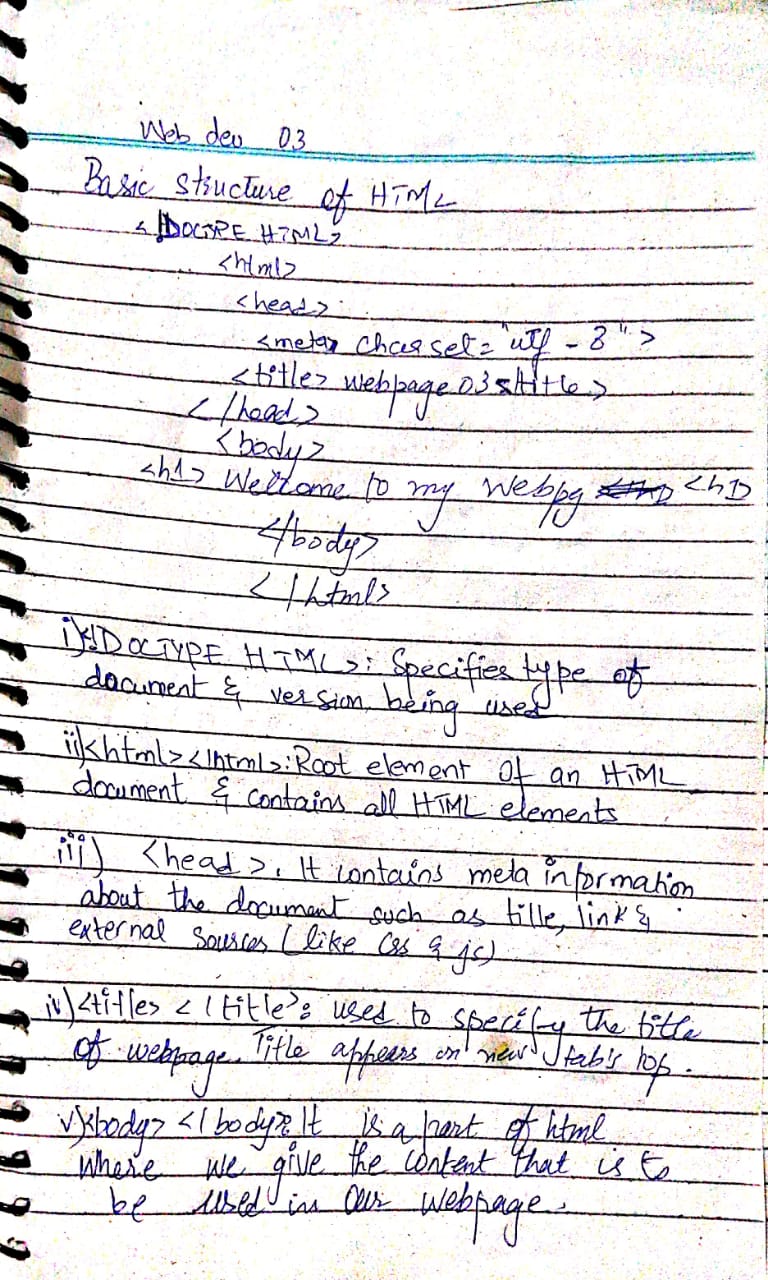 Web dev 03
Basic structure of HTML
<!DOCTYPE HTML>
<html>
<head>
<meta charset="utf-8">
<title> webpage 03 </title>
</head>
<body>
<h1> Welcome to my Webpg <h1>
</body>
</html>
i) <!DOCTYPE HTML>: Specifies type of
document & version being used
ii) <html> </html>: Root element of an HTML
document & contains all HTML elements
iii) <head>. It contains meta information
about the document such as title, link &
external sources (like Css & js)
iv) <title> </title>: used to specify the title
of webpage. Title appears on new tab's top.
v) <body> </body>: It is a part of html
where we give the content that is to
be used in our webpage.